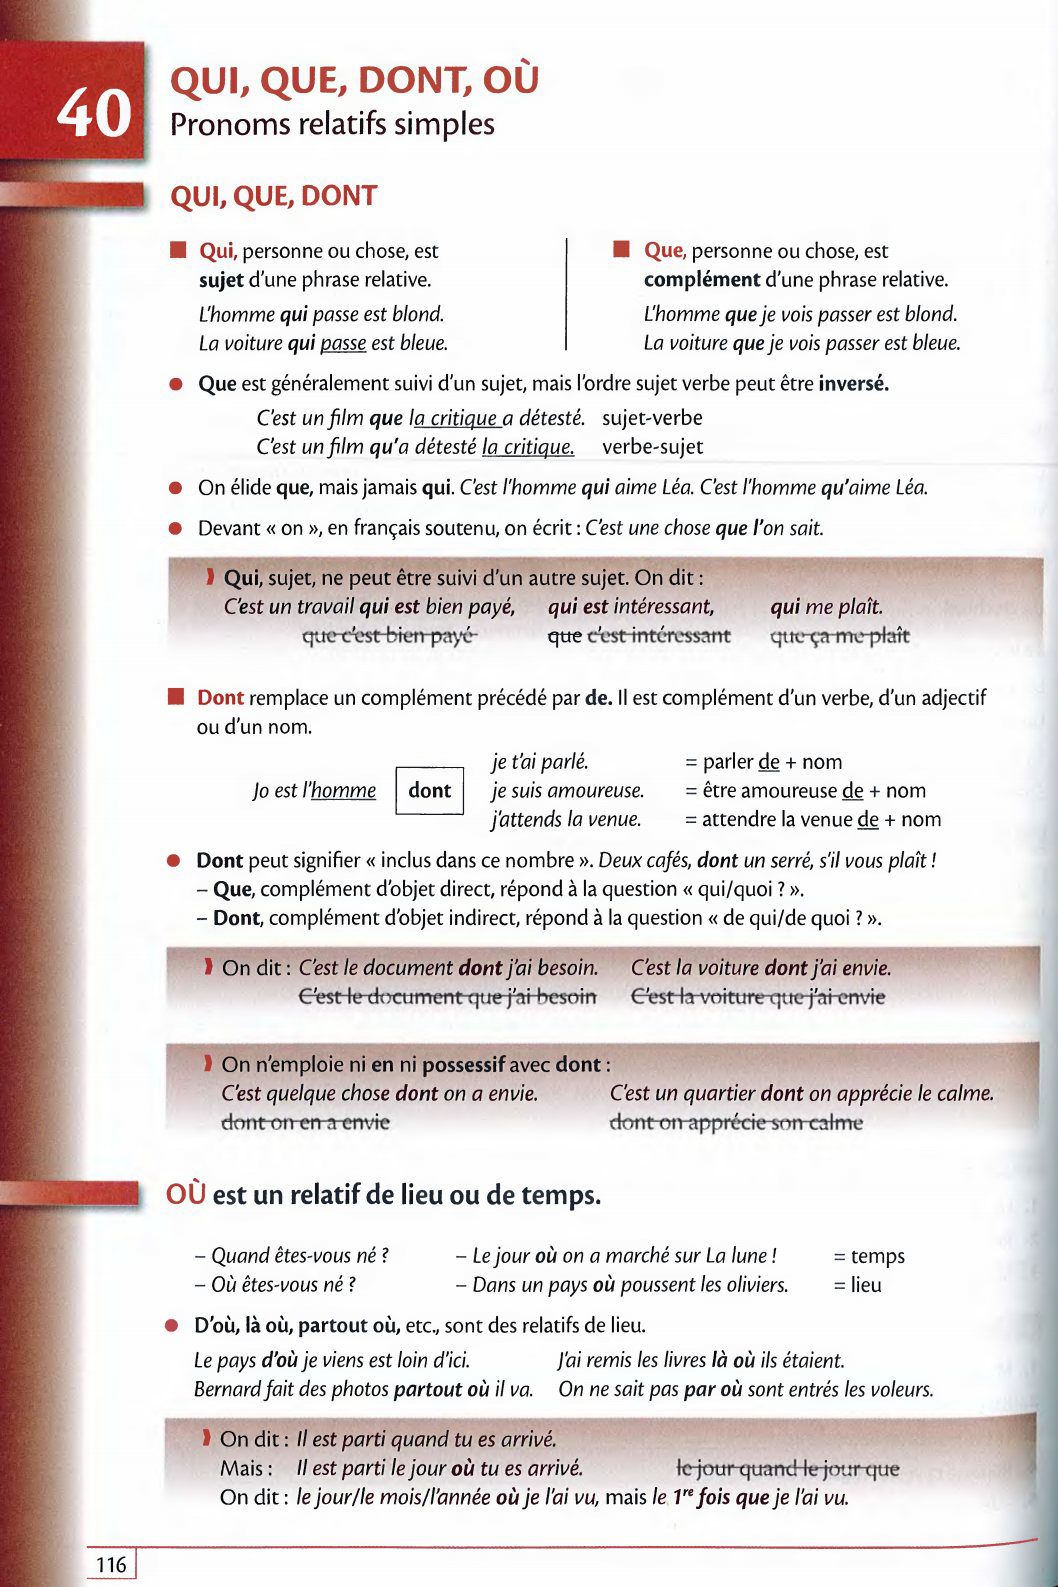 40
QUI, QUE, DONT, OÙ
Pronoms relatifs simples
QUI, QUE, DONT
■ Qui, personne ou chose, est
sujet d'une phrase relative.
L'homme qui passe est blond.
La voiture qui passe est bleue.
■ Que, personne ou chose, est
complément d'une phrase relative.
L'homme que je vois passer est blond.
La voiture que je vois passer est bleue.
● Que est généralement suivi d'un sujet, mais l'ordre sujet verbe peut être inversé.
C'est un film que la critique a détesté. sujet-verbe
C'est un film qu'a détesté la critique. verbe-sujet
● On élide que, mais jamais qui. C'est l'homme qui aime Léa. C'est l'homme qu'aime Léa.
● Devant « on », en français soutenu, on écrit : C'est une chose que l'on sait.
Qui, sujet, ne peut être suivi d'un autre sujet. On dit :
C'est un travail qui est bien payé, qui est intéressant, qui me plaît.
que c'est bien payé que c'est intéressant que ça me plaît
■ Dont remplace un complément précédé par de. Il est complément d'un verbe, d'un adjectif
ou d'un nom.
je t'ai parlé. = parler de + nom
Jo est l'homme dont je suis amoureuse. = être amoureuse de + nom
j'attends la venue. = attendre la venue de + nom
● Dont peut signifier « inclus dans ce nombre ». Deux cafés, dont un serré, s'il vous plaît !
– Que, complément d'objet direct, répond à la question « qui/quoi ? ».
– Dont, complément d'objet indirect, répond à la question « de qui/de quoi ? ».
On dit : C'est le document dont j'ai besoin. C'est la voiture dont j'ai envie.
C'est le document que j'ai besoin C'est la voiture que j'ai envie
On n'emploie ni en ni possessif avec dont :
C'est quelque chose dont on a envie. C'est un quartier dont on apprécie le calme.
dont on en a envie dont on apprécie son calme
OÙ est un relatif de lieu ou de temps.
– Quand êtes-vous né ? – Le jour où on a marché sur La lune ! = temps
– Où êtes-vous né ? – Dans un pays où poussent les oliviers. = lieu
● D'où, là où, partout où, etc., sont des relatifs de lieu.
Le pays d'où je viens est loin d'ici. J'ai remis les livres là où ils étaient.
Bernard fait des photos partout où il va. On ne sait pas par où sont entrés les voleurs.
On dit : Il est parti quand tu es arrivé.
Mais : Il est parti le jour où tu es arrivé. le jour quand le jour que
On dit : le jour/le mois/l'année où je l'ai vu, mais le 1re fois que je l'ai vu.
116